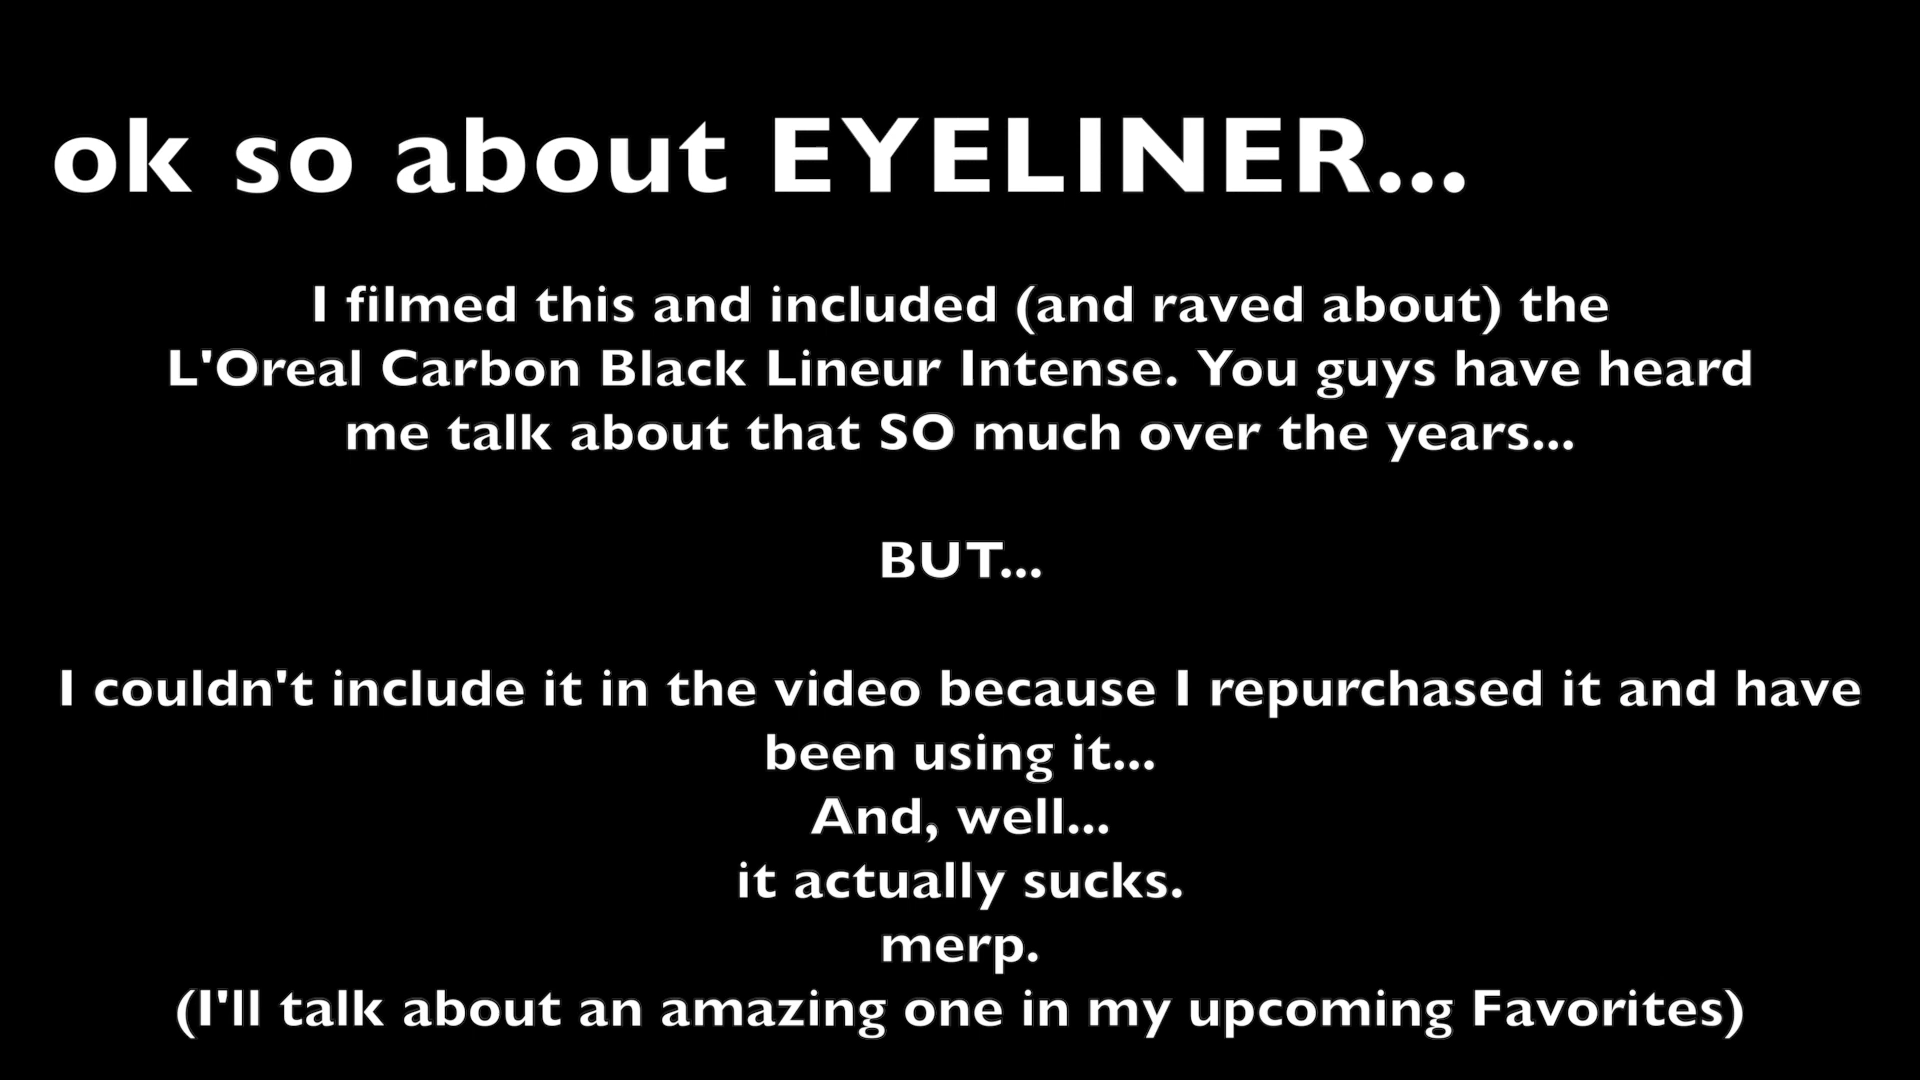 ok so about EYELINER...
I filmed this and included (and raved about) the
L'Oreal Carbon Black Lineur Intense. You guys have heard
me talk about that SO much over the years...
BUT...
I couldn't include it in the video because I repurchased it and have
been using it...
And, well...
it actually sucks.
merp.
(I'll talk about an amazing one in my upcoming Favorites)